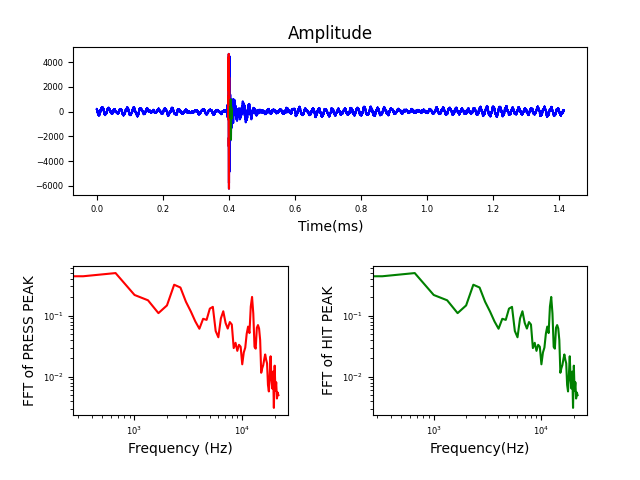 Amplitude
4000
2000
0
−2000
−4000
−6000
0.0 0.2 0.4 0.6 0.8 1.0 1.2 1.4
Time(ms)
FFT of PRESS PEAK
10⁻¹
10⁻²
10³ 10⁴
Frequency (Hz)
FFT of HIT PEAK
10⁻¹
10⁻²
10³ 10⁴
Frequency(Hz)